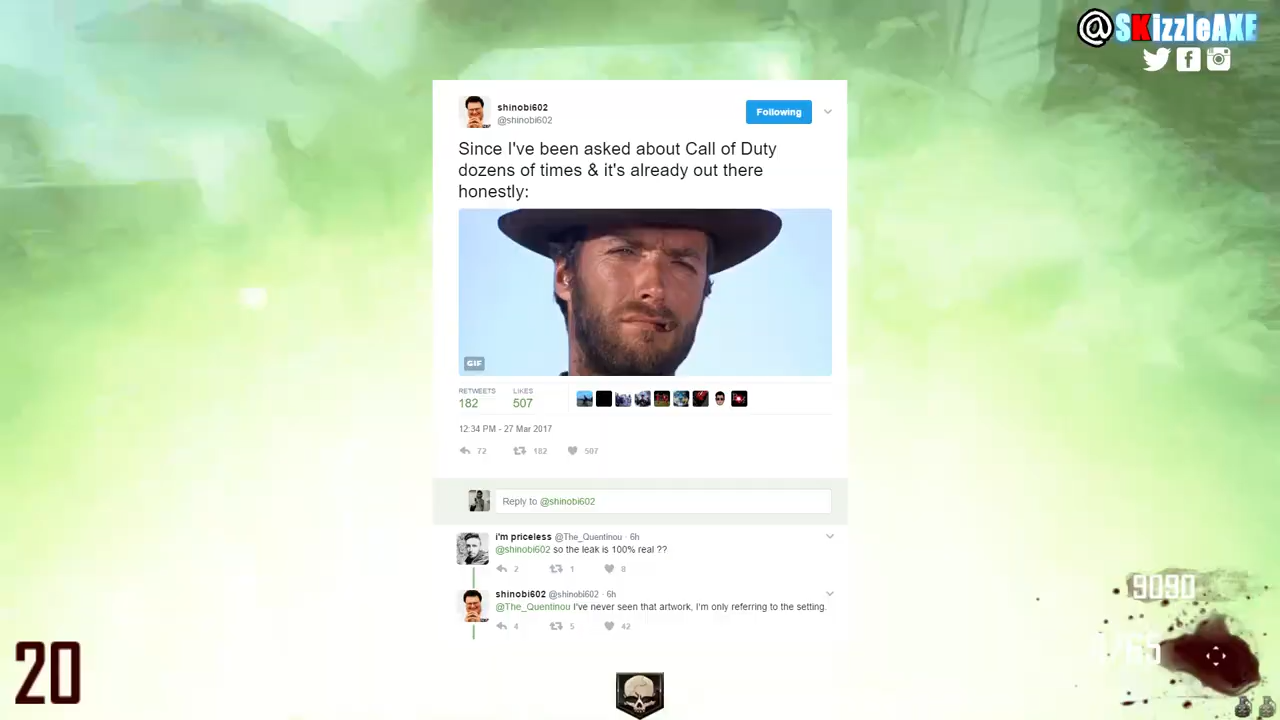 @SKizzleAXE
shinobi602
@shinobi602
Following
Since I've been asked about Call of Duty
dozens of times & it's already out there
honestly:
GIF
RETWEETS LIKES
182 507
12:34 PM - 27 Mar 2017
72 182 507
Reply to @shinobi602
i'm priceless @The_Quentinou · 6h
@shinobi602 so the leak is 100% real ??
2 1 8
shinobi602 @shinobi602 · 6h
@The_Quentinou I've never seen that artwork, I'm only referring to the setting.
4 5 42
9090
20